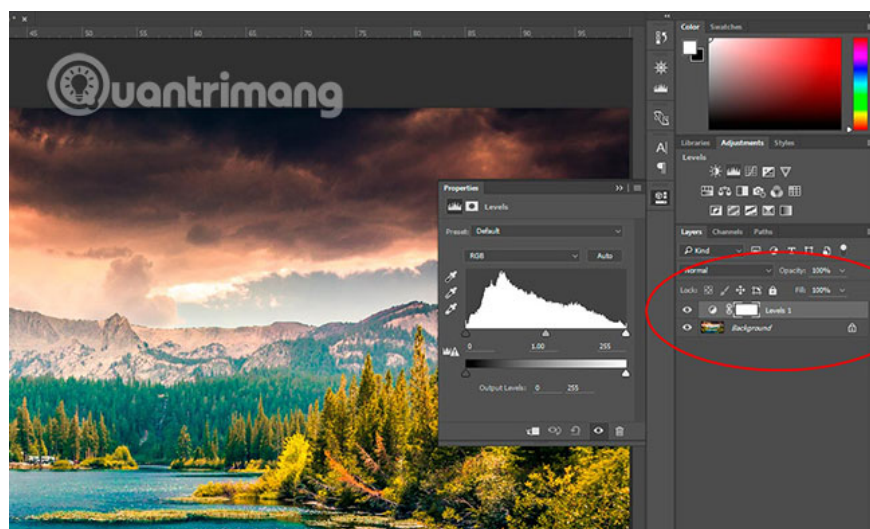 Color Swatches
45 50 55 60 65 70 75 80 85 90 95
Quantrimang
Libraries Adjustments Styles
Levels
Properties
Levels
Preset: Default
RGB Auto
0 1.00 255
Output Levels: 0 255
Layers Channels Paths
Kind
Normal Opacity: 100%
Lock: Fill: 100%
Levels 1
Background